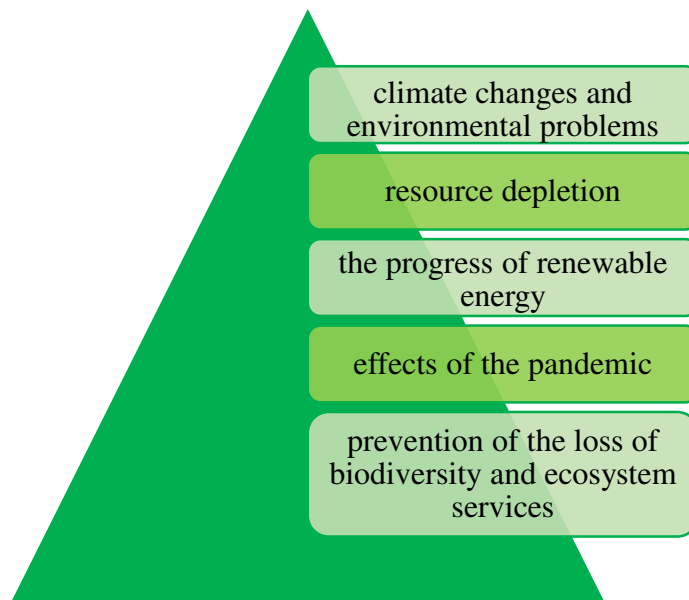 climate changes and
environmental problems
resource depletion
the progress of renewable
energy
effects of the pandemic
prevention of the loss of
biodiversity and ecosystem
services